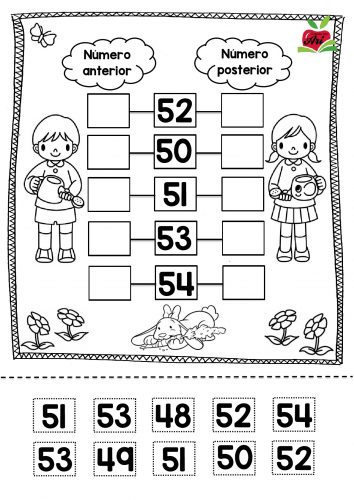 Ari
Número
anterior
Número
posterior
52
50
51
53
54
51 53 48 52 54
53 49 51 50 52